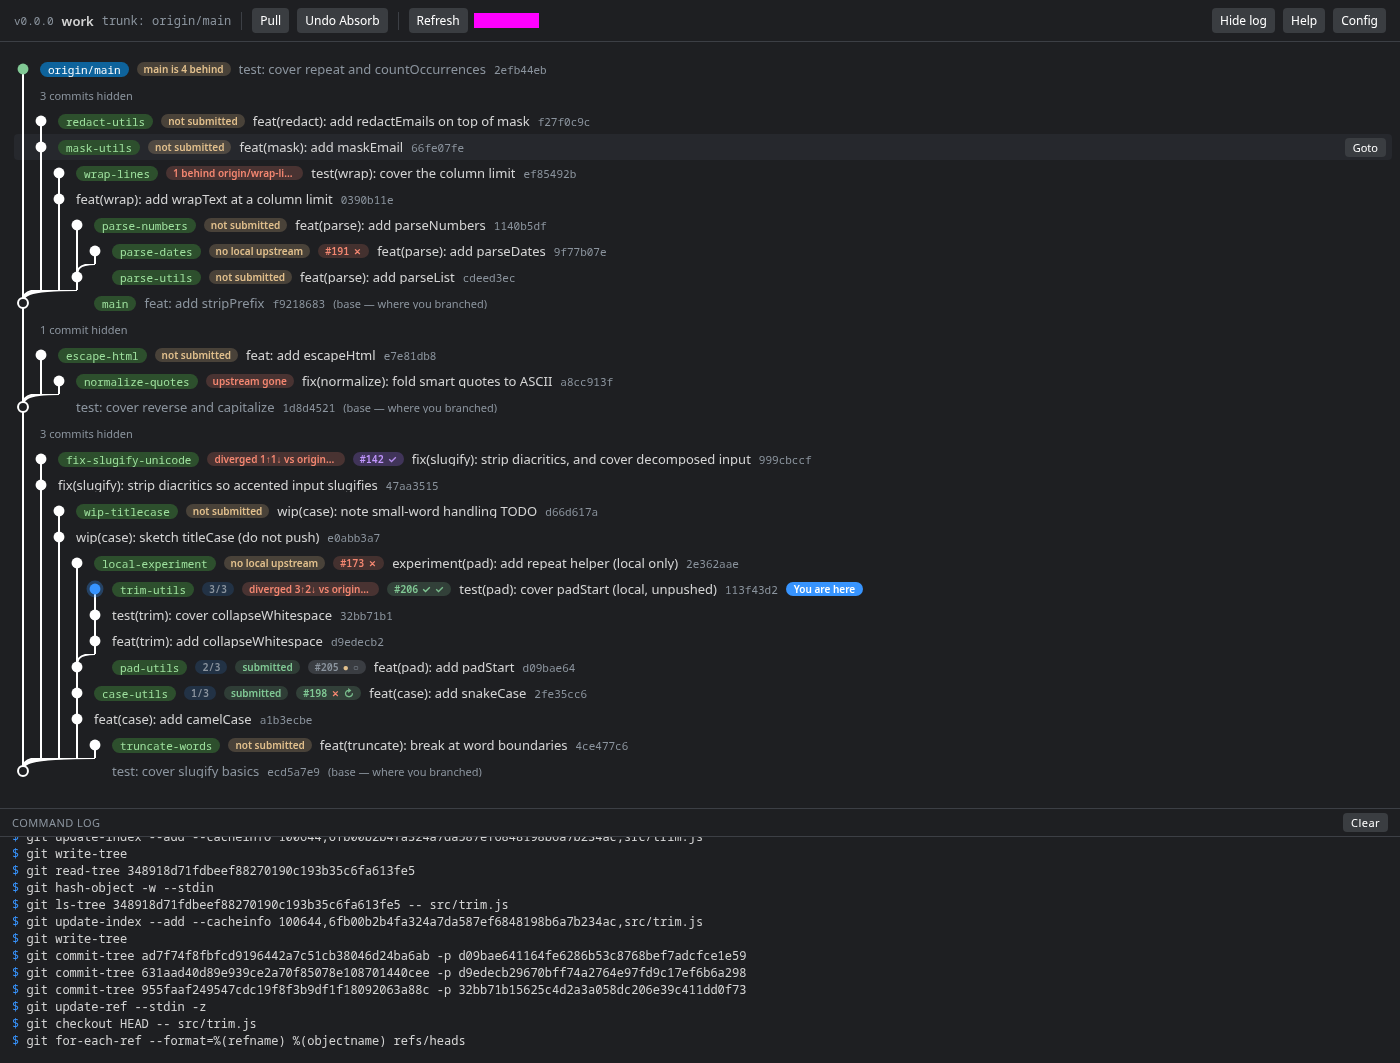 v0.0.0 work trunk: origin/main Pull Undo Absorb Refresh Hide log Help Config
origin/main main is 4 behind test: cover repeat and countOccurrences 2efb44eb
3 commits hidden
redact-utils not submitted feat(redact): add redactEmails on top of mask f27f0c9c
mask-utils not submitted feat(mask): add maskEmail 66fe07fe Goto
wrap-lines 1 behind origin/wrap-li... test(wrap): cover the column limit ef85492b
feat(wrap): add wrapText at a column limit 0390b11e
parse-numbers not submitted feat(parse): add parseNumbers 1140b5df
parse-dates no local upstream #191 × feat(parse): add parseDates 9f77b07e
parse-utils not submitted feat(parse): add parseList cdeed3ec
main feat: add stripPrefix f9218683 (base — where you branched)
1 commit hidden
escape-html not submitted feat: add escapeHtml e7e81db8
normalize-quotes upstream gone fix(normalize): fold smart quotes to ASCII a8cc913f
test: cover reverse and capitalize 1d8d4521 (base — where you branched)
3 commits hidden
fix-slugify-unicode diverged 1↑1↓ vs origin... #142 ✓ fix(slugify): strip diacritics, and cover decomposed input 999cbccf
fix(slugify): strip diacritics so accented input slugifies 47aa3515
wip-titlecase not submitted wip(case): note small-word handling TODO d66d617a
wip(case): sketch titleCase (do not push) e0abb3a7
local-experiment no local upstream #173 × experiment(pad): add repeat helper (local only) 2e362aae
trim-utils 3/3 diverged 3↑2↓ vs origin... #206 ✓ ✓ test(pad): cover padStart (local, unpushed) 113f43d2 You are here
test(trim): cover collapseWhitespace 32bb71b1
feat(trim): add collapseWhitespace d9edecb2
pad-utils 2/3 submitted #205 ● ○ feat(pad): add padStart d09bae64
case-utils 1/3 submitted #198 × ↻ feat(case): add snakeCase 2fe35cc6
feat(case): add camelCase a1b3ecbe
truncate-words not submitted feat(truncate): break at word boundaries 4ce477c6
test: cover slugify basics ecd5a7e9 (base — where you branched)
COMMAND LOG Clear
$ git update-index --add --cacheinfo 100644,6fb00b2b4fa324a7da587ef6848198b6a7b234ac,src/trim.js
$ git write-tree
$ git read-tree 348918d71fdbeef88270190c193b35c6fa613fe5
$ git hash-object -w --stdin
$ git ls-tree 348918d71fdbeef88270190c193b35c6fa613fe5 -- src/trim.js
$ git update-index --add --cacheinfo 100644,6fb00b2b4fa324a7da587ef6848198b6a7b234ac,src/trim.js
$ git write-tree
$ git commit-tree ad7f74f8fbfcd9196442a7c51cb38046d24ba6ab -p d09bae641164fe6286b53c8768bef7adcfce1e59
$ git commit-tree 631aad40d89e939ce2a70f85078e108701440cee -p d9edecb29670bff74a2764e97fd9c17ef6b6a298
$ git commit-tree 955faaf249547cdc19f8f3b9df1f18092063a88c -p 32bb71b15625c4d2a3a058dc206e39c411dd0f73
$ git update-ref --stdin -z
$ git checkout HEAD -- src/trim.js
$ git for-each-ref --format=%(refname) %(objectname) refs/heads